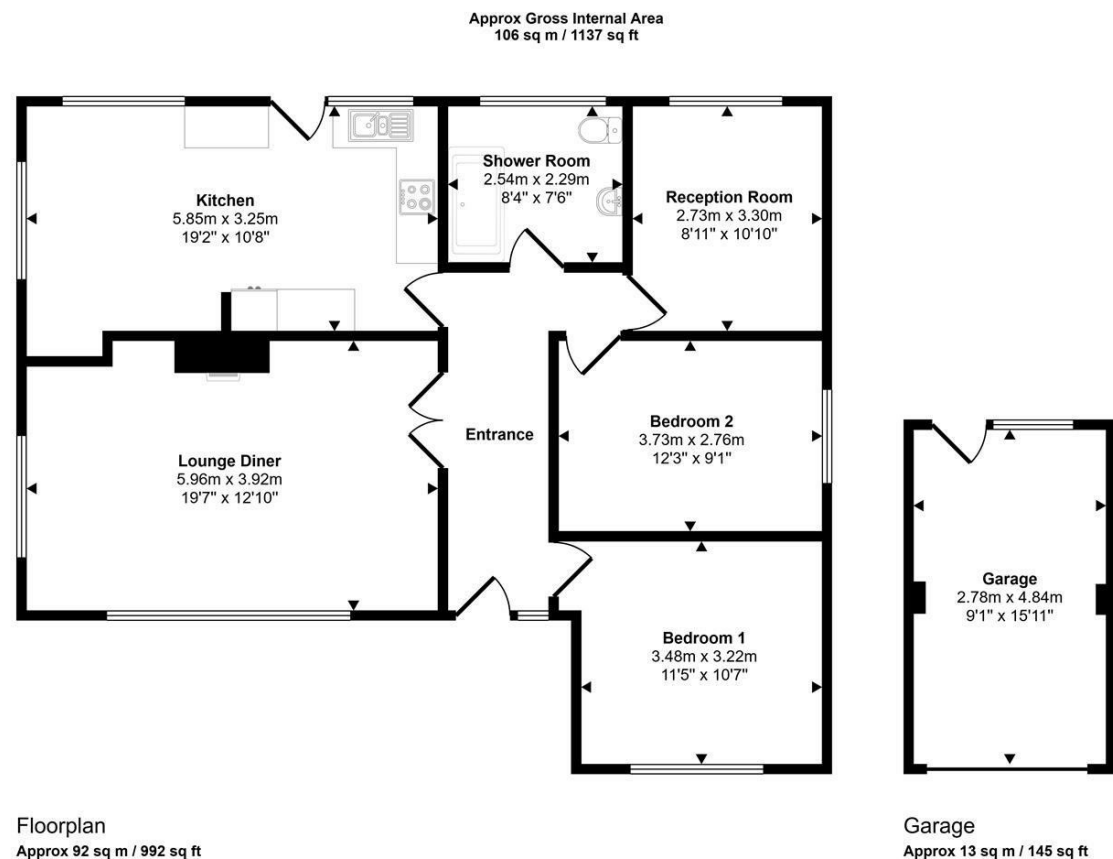 Approx Gross Internal Area
106 sq m / 1137 sq ft
Kitchen
5.85m x 3.25m
19'2" x 10'8"
Shower Room
2.54m x 2.29m
8'4" x 7'6"
Reception Room
2.73m x 3.30m
8'11" x 10'10"
Lounge Diner
5.96m x 3.92m
19'7" x 12'10"
Entrance
Bedroom 2
3.73m x 2.76m
12'3" x 9'1"
Bedroom 1
3.48m x 3.22m
11'5" x 10'7"
Garage
2.78m x 4.84m
9'1" x 15'11"
Floorplan
Approx 92 sq m / 992 sq ft
Garage
Approx 13 sq m / 145 sq ft